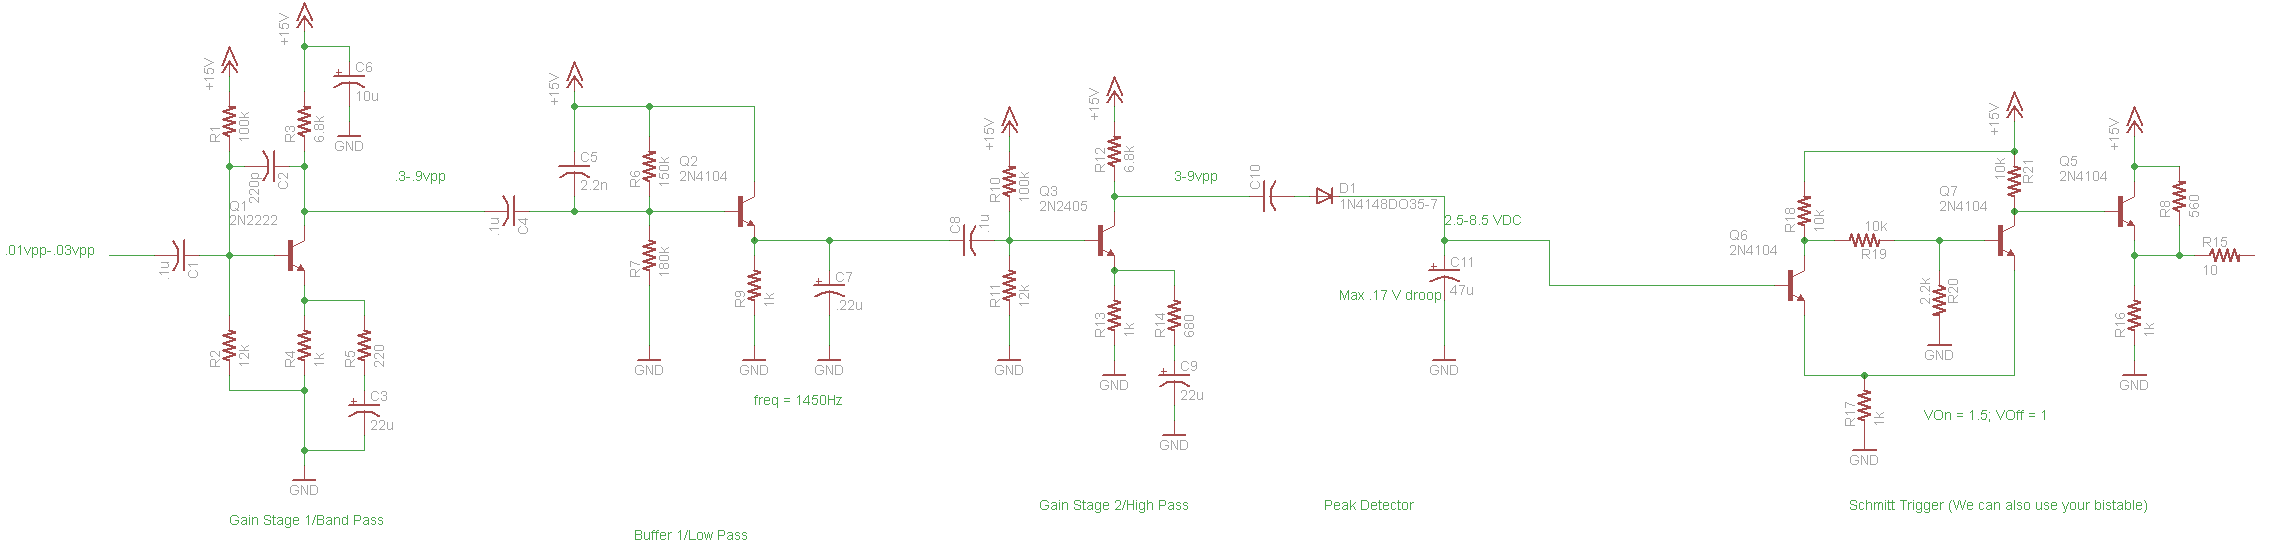 .01vpp-.03vpp
.1u
C1
+15V
R1
100k
+15V
R3
6.8k
C6
10u
GND
220p
C2
Q1
2N2222
R2
12k
R4
1k
R5
220
C3
22u
GND
Gain Stage 1/Band Pass
.3-.9vpp
.1u
C4
+15V
C5
2.2n
R6
150k
Q2
2N4104
R7
180k
GND
R9
1k
GND
C7
.22u
GND
freq = 1450Hz
Buffer 1/Low Pass
C8
.1u
+15V
R10
100k
R11
12k
GND
+15V
R12
6.8k
Q3
2N2405
R13
1k
GND
R14
680
C9
22u
GND
Gain Stage 2/High Pass
3-9vpp
C10
D1
1N4148DO35-7
2.5-8.5 VDC
C11
47u
Max .17 V droop
GND
Peak Detector
R18
10k
Q6
2N4104
10k
R19
2.2k
R20
GND
Q7
2N4104
+15V
10k
R21
R17
1k
GND
VOn = 1.5; VOff = 1
Q5
2N4104
+15V
R8
560
R15
10
R16
1k
GND
Schmitt Trigger (We can also use your bistable)